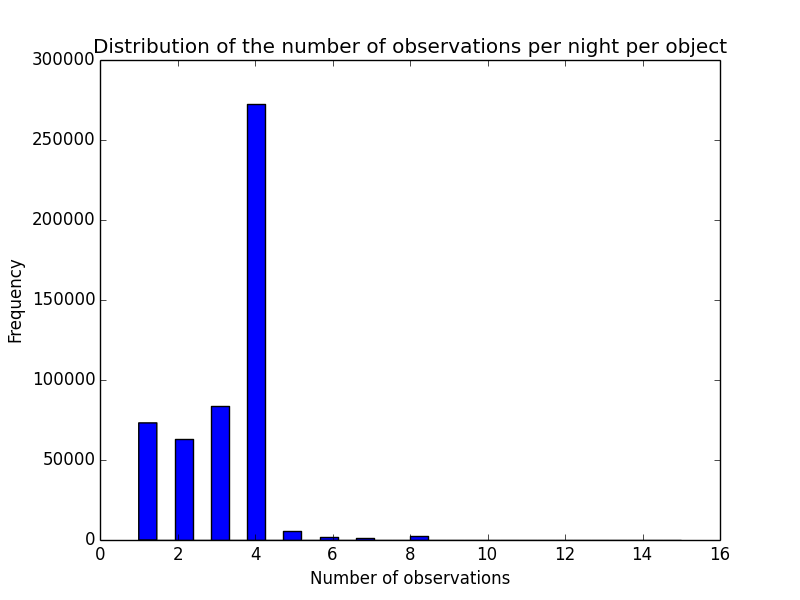 Distribution of the number of observations per night per object
300000
250000
200000
150000
100000
50000
0
Frequency
0 2 4 6 8 10 12 14 16
Number of observations